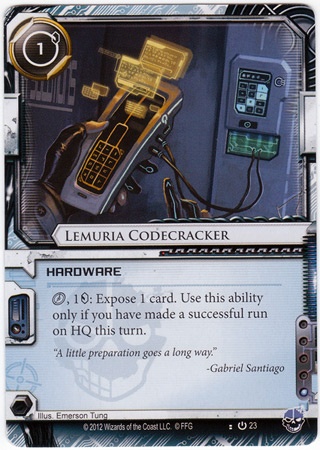 1
LEMURIA CODECRACKER
HARDWARE
, 1 : Expose 1 card. Use this ability
only if you have made a successful run
on HQ this turn.
"A little preparation goes a long way."
-Gabriel Santiago
Illus. Emerson Tung
© 2012 Wizards of the Coast LLC. © FFG
23